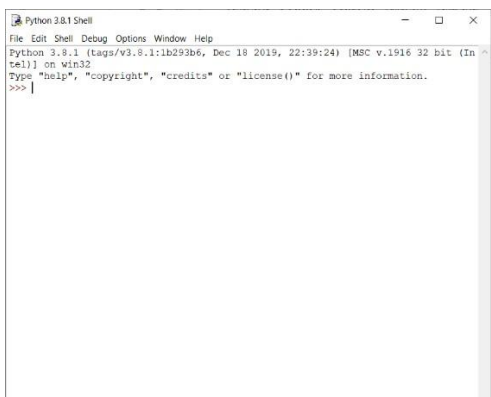 Python 3.8.1 Shell
File Edit Shell Debug Options Window Help
Python 3.8.1 (tags/v3.8.1:1b293b6, Dec 18 2019, 22:39:24) [MSC v.1916 32 bit (In
tel)] on win32
Type "help", "copyright", "credits" or "license()" for more information.
>>>